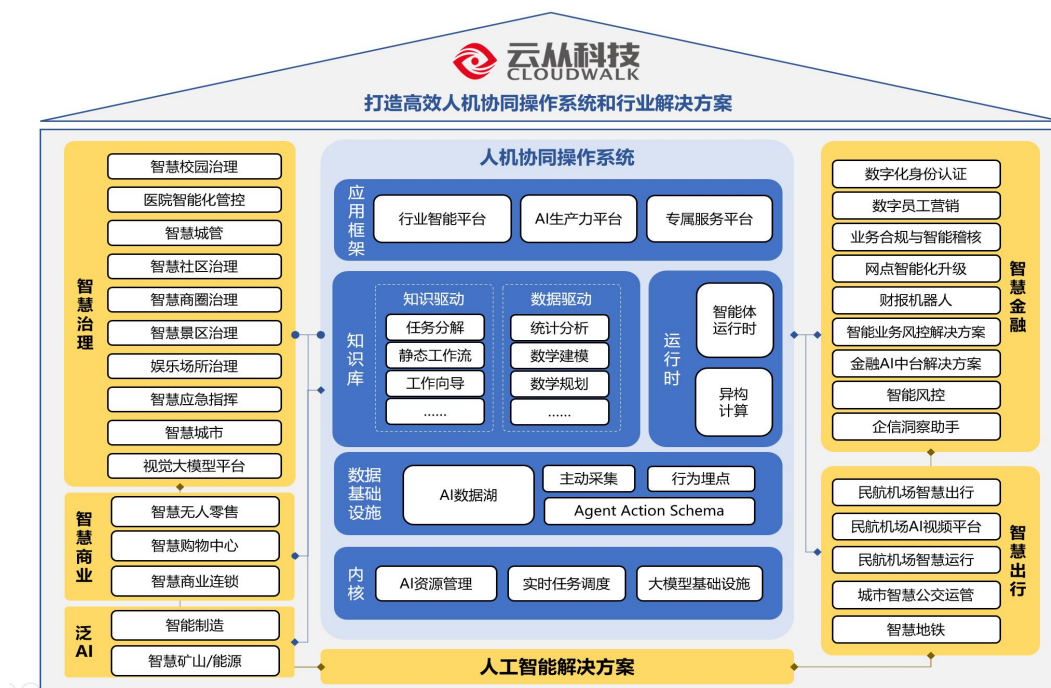 云从科技
CLOUDWALK
打造高效人机协同操作系统和行业解决方案
智慧治理
智慧校园治理
医院智能化管控
智慧城管
智慧社区治理
智慧商圈治理
智慧景区治理
娱乐场所治理
智慧应急指挥
智慧城市
视觉大模型平台
智慧商业
智慧无人零售
智慧购物中心
智慧商业连锁
泛AI
智能制造
智慧矿山/能源
人机协同操作系统
应用框架
行业智能平台
AI生产力平台
专属服务平台
知识库
知识驱动
任务分解
静态工作流
工作向导
......
数据驱动
统计分析
数学建模
数学规划
......
运行时
智能体
运行时
异构
计算
数据
基础
设施
AI数据湖
主动采集
行为埋点
Agent Action Schema
内核
AI资源管理
实时任务调度
大模型基础设施
人工智能解决方案
智慧金融
数字化身份认证
数字员工营销
业务合规与智能稽核
网点智能化升级
财报机器人
智能业务风控解决方案
金融AI中台解决方案
智能风控
企信洞察助手
智慧出行
民航机场智慧出行
民航机场AI视频平台
民航机场智慧运行
城市智慧公交运管
智慧地铁